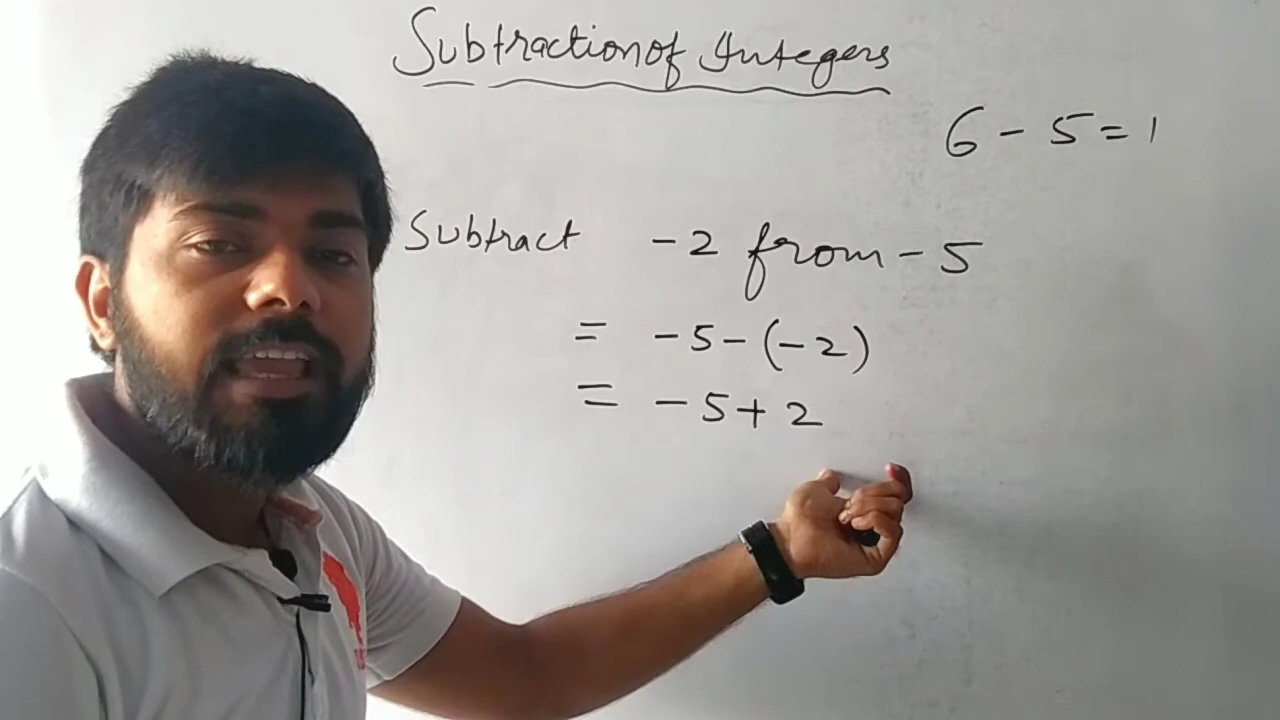 Subtraction of Integers
6 - 5 = 1
Subtract -2 from -5
= -5-(-2)
= -5+2